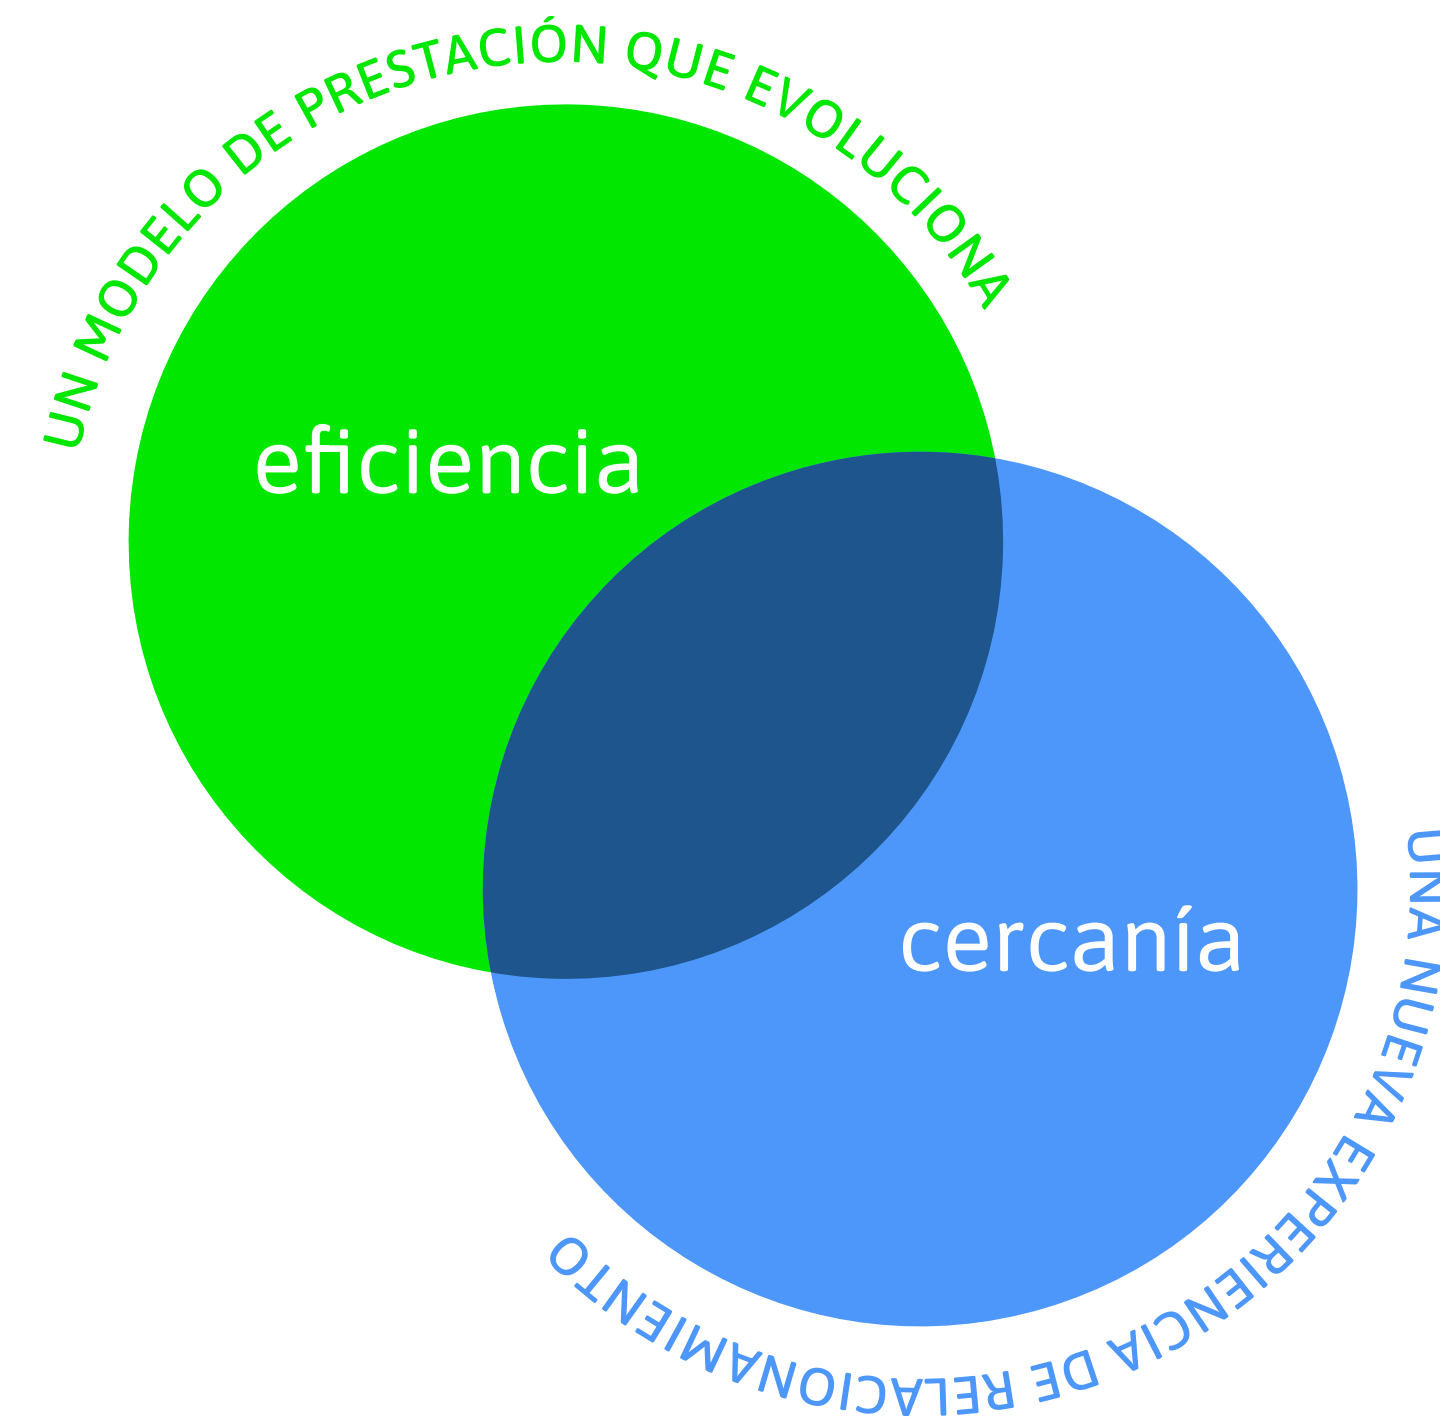 UN MODELO DE PRESTACIÓN QUE EVOLUCIONA
eficiencia
cercanía
UNA NUEVA EXPERIENCIA DE RELACIONAMIENTO